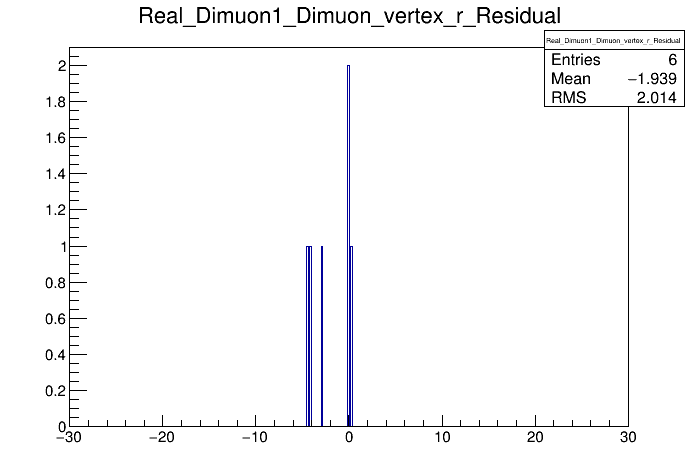 Real_Dimuon1_Dimuon_vertex_r_Residual
Real_Dimuon1_Dimuon_vertex_r_Residual
Entries 6
Mean −1.939
RMS 2.014
2
1.8
1.6
1.4
1.2
1
0.8
0.6
0.4
0.2
0
−30 −20 −10 0 10 20 30